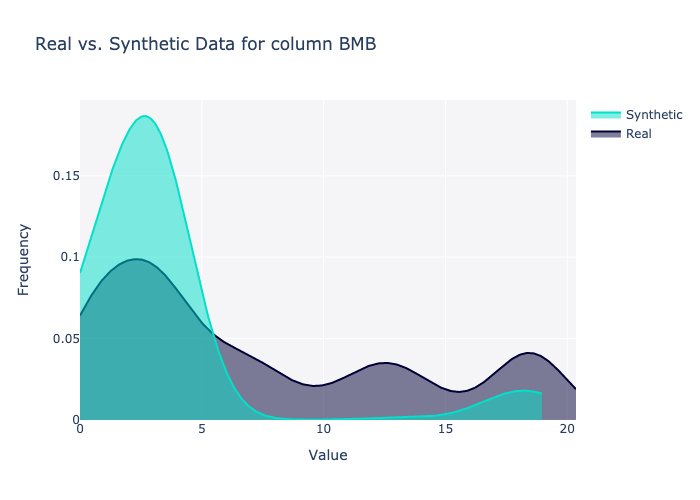 Real vs. Synthetic Data for column BMB
Synthetic
Real
0.15
0.1
0.05
0
Frequency
0 5 10 15 20
Value